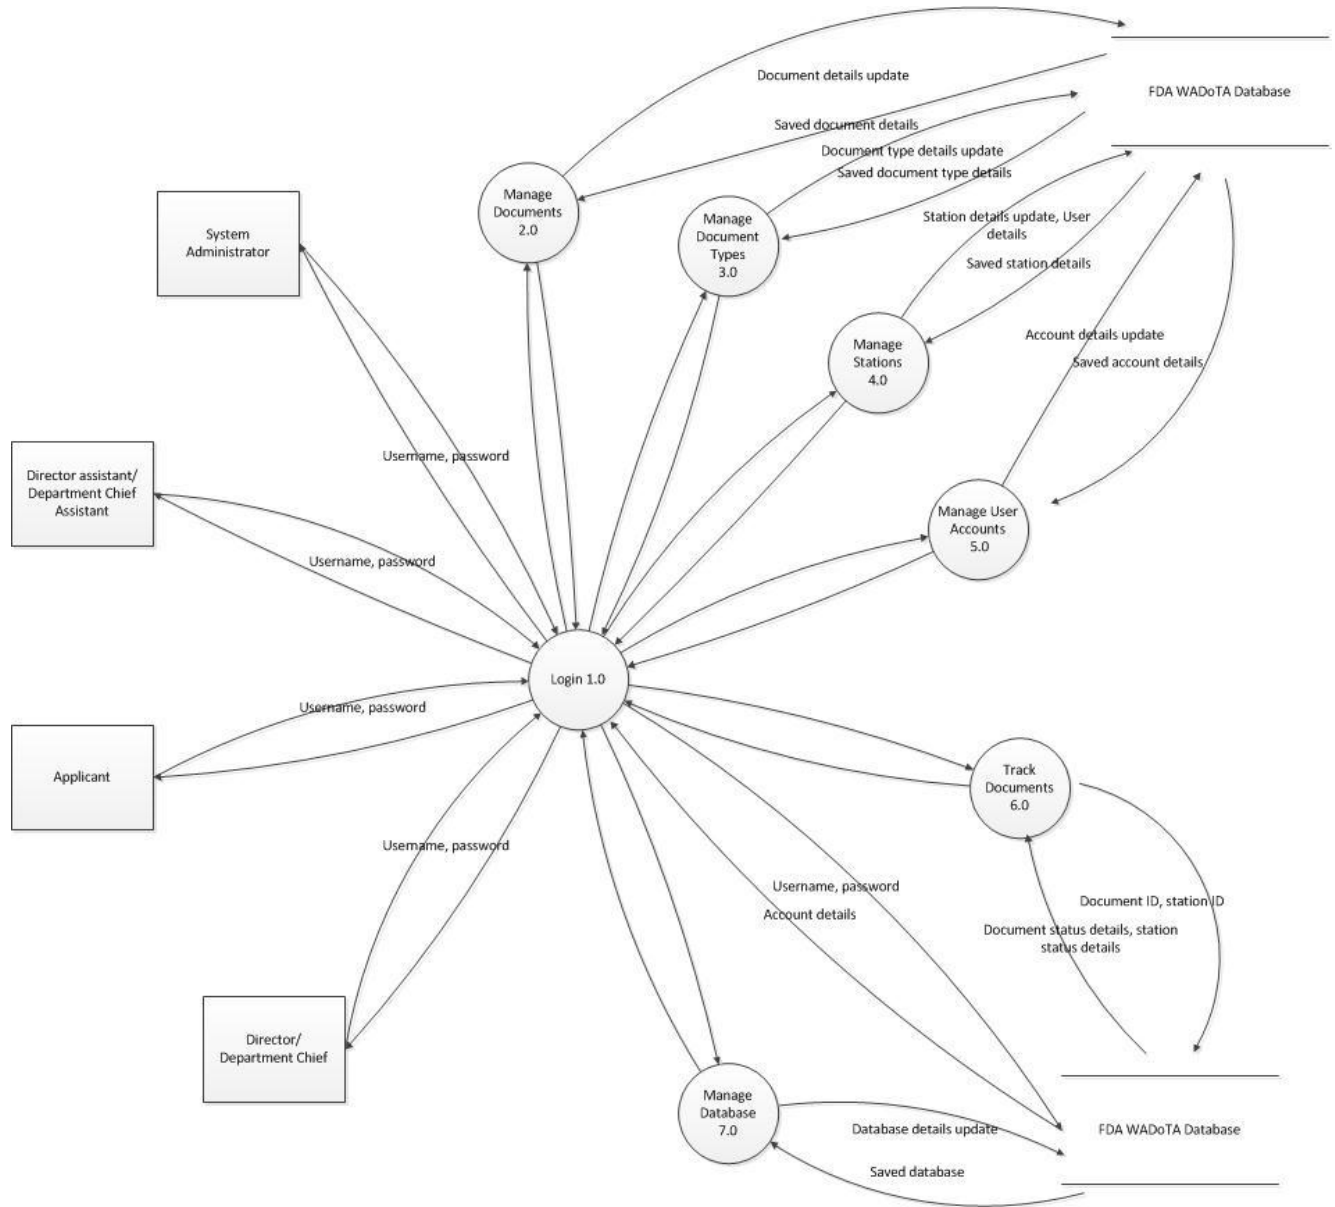 Document details update
FDA WADoTA Database
Saved document details
Document type details update
Saved document type details
Manage
Documents
2.0
Manage
Document
Types
3.0
System
Administrator
Station details update, User
details
Saved station details
Manage
Stations
4.0
Account details update
Saved account details
Username, password
Director assistant/
Department Chief
Assistant
Manage User
Accounts
5.0
Username, password
Login 1.0
Username, password
Applicant
Track
Documents
6.0
Username, password
Username, password
Account details
Document ID, station ID
Document status details, station
status details
Director/
Department Chief
Manage
Database
7.0
Database details update
FDA WADoTA Database
Saved database